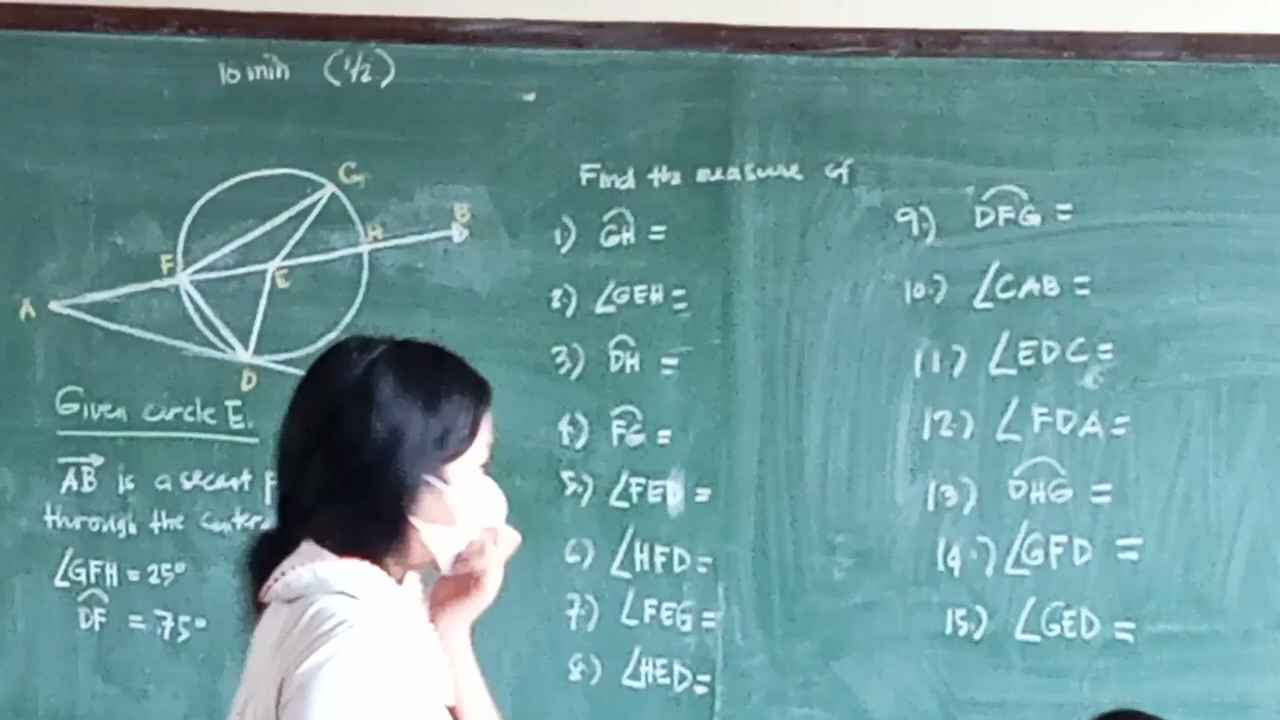 10 min (1/2)
G
B
H
F
E
A
D
Given circle E.
AB is a secant
through the center
∠GFH = 25°
DF = 75°
Find the measure of
1) GH =
2.) ∠GEH =
3) DH =
4) FG =
5.) ∠FED =
6) ∠HFD =
7.) ∠FEG =
8.) ∠HED =
9.) DFG =
10.) ∠CAB =
11.) ∠EDC =
12.) ∠FDA =
13) DHG =
14.) ∠GFD =
15.) ∠GED =